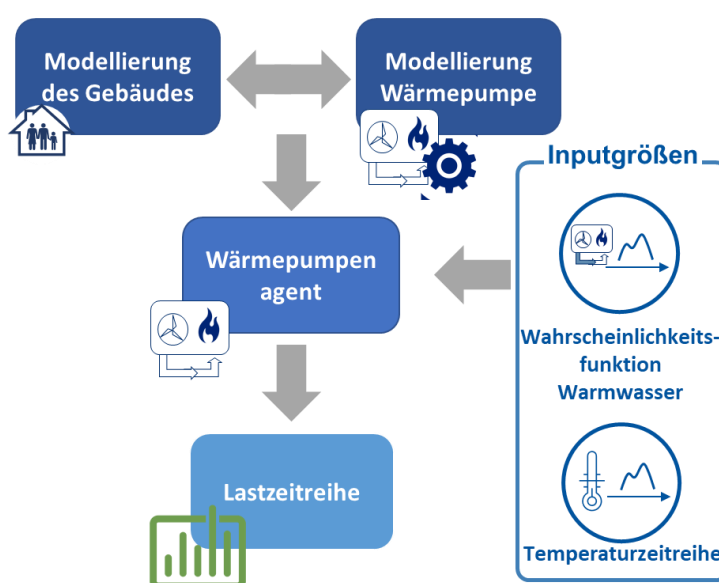 Modellierung
des Gebäudes
Modellierung
Wärmepumpe
Inputgrößen
Wärmepumpen
agent
Wahrscheinlichkeits-
funktion
Warmwasser
Lastzeitreihe
Temperaturzeitreihe